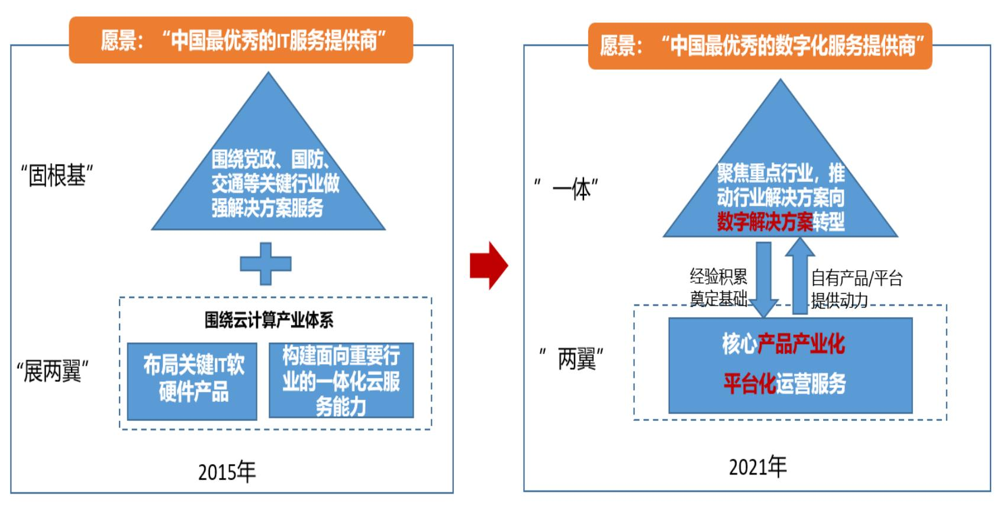 愿景：“中国最优秀的IT服务提供商”
“固根基”
围绕党政、国防、
交通等关键行业做
强解决方案服务
围绕云计算产业体系
“展两翼”
布局关键IT软
硬件产品
构建面向重要行
业的一体化云服
务能力
2015年
愿景：“中国最优秀的数字化服务提供商”
”一体”
聚焦重点行业，推
动行业解决方案向
数字解决方案转型
经验积累
奠定基础
自有产品/平台
提供动力
”两翼”
核心产品产业化
平台化运营服务
2021年